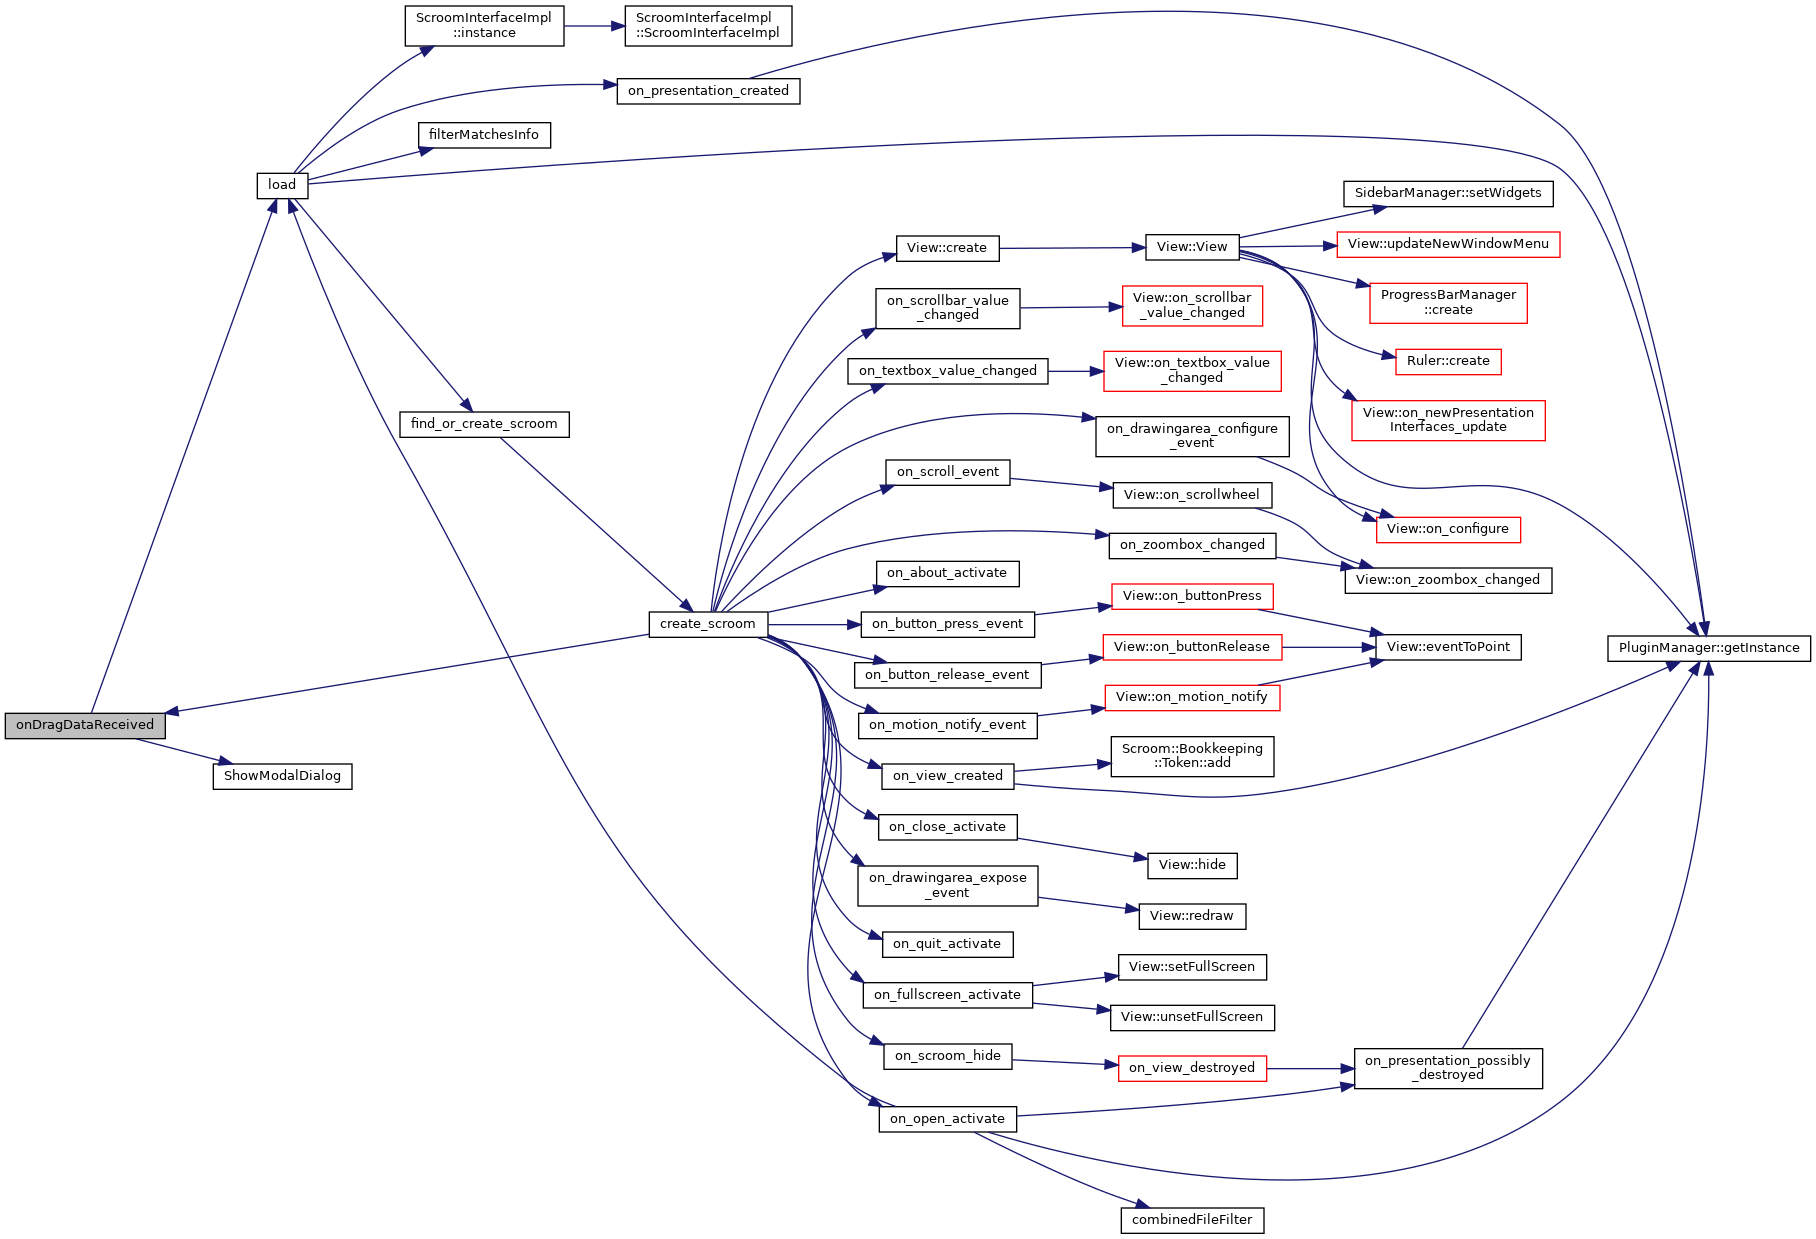 ScroomInterfaceImpl
::instance
ScroomInterfaceImpl
::ScroomInterfaceImpl
on_presentation_created
filterMatchesInfo
load
SidebarManager::setWidgets
View::create
View::View
View::updateNewWindowMenu
on_scrollbar_value
_changed
View::on_scrollbar
_value_changed
ProgressBarManager
::create
on_textbox_value_changed
View::on_textbox_value
_changed
Ruler::create
find_or_create_scroom
on_drawingarea_configure
_event
View::on_newPresentation
Interfaces_update
on_scroll_event
View::on_scrollwheel
View::on_configure
on_zoombox_changed
on_about_activate
View::on_zoombox_changed
create_scroom
on_button_press_event
View::on_buttonPress
on_button_release_event
View::on_buttonRelease
View::eventToPoint
PluginManager::getInstance
onDragDataReceived
on_motion_notify_event
View::on_motion_notify
ShowModalDialog
on_view_created
Scroom::Bookkeeping
::Token::add
on_close_activate
View::hide
on_drawingarea_expose
_event
View::redraw
on_quit_activate
on_fullscreen_activate
View::setFullScreen
View::unsetFullScreen
on_scroom_hide
on_view_destroyed
on_presentation_possibly
_destroyed
on_open_activate
combinedFileFilter